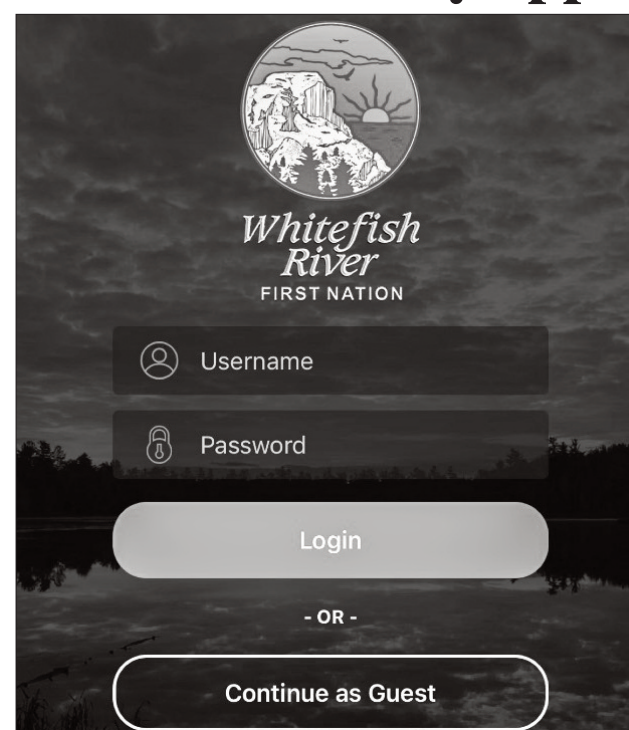 Whitefish
River
FIRST NATION
Username
Password
Login
- OR -
Continue as Guest